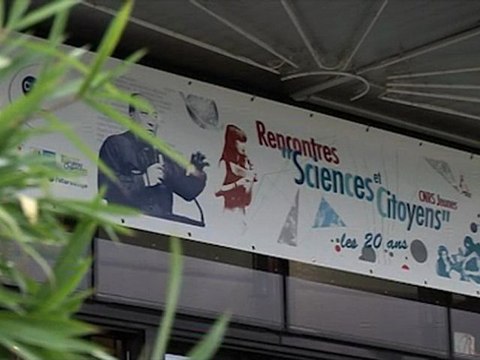 Rencontres
"Sciences et
Citoyens"
CNRS Jeunes
les 20 ans